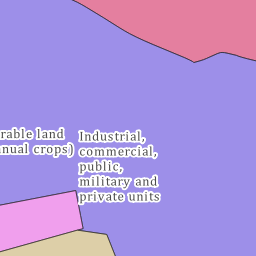 rable land
nual crops)
Industrial,
commercial,
public,
military and
private units